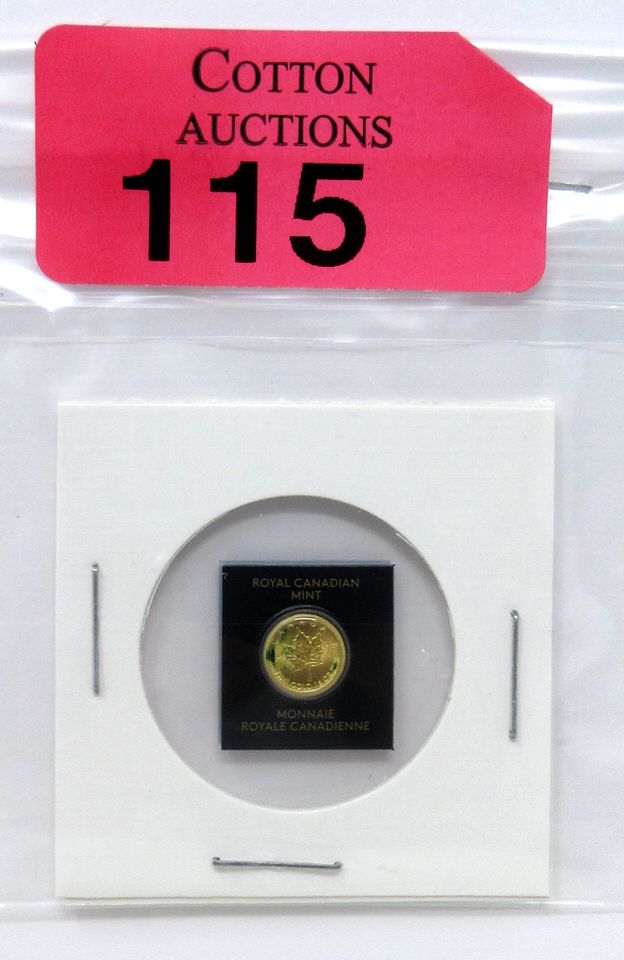 COTTON
AUCTIONS
115
ROYAL CANADIAN
MINT
MONNAIE
ROYALE CANADIENNE